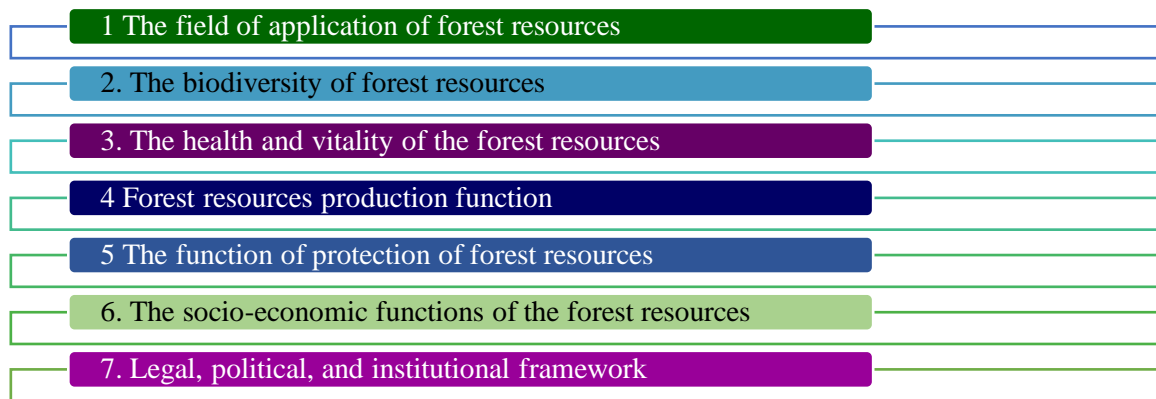 1 The field of application of forest resources
2. The biodiversity of forest resources
3. The health and vitality of the forest resources
4 Forest resources production function
5 The function of protection of forest resources
6. The socio-economic functions of the forest resources
7. Legal, political, and institutional framework